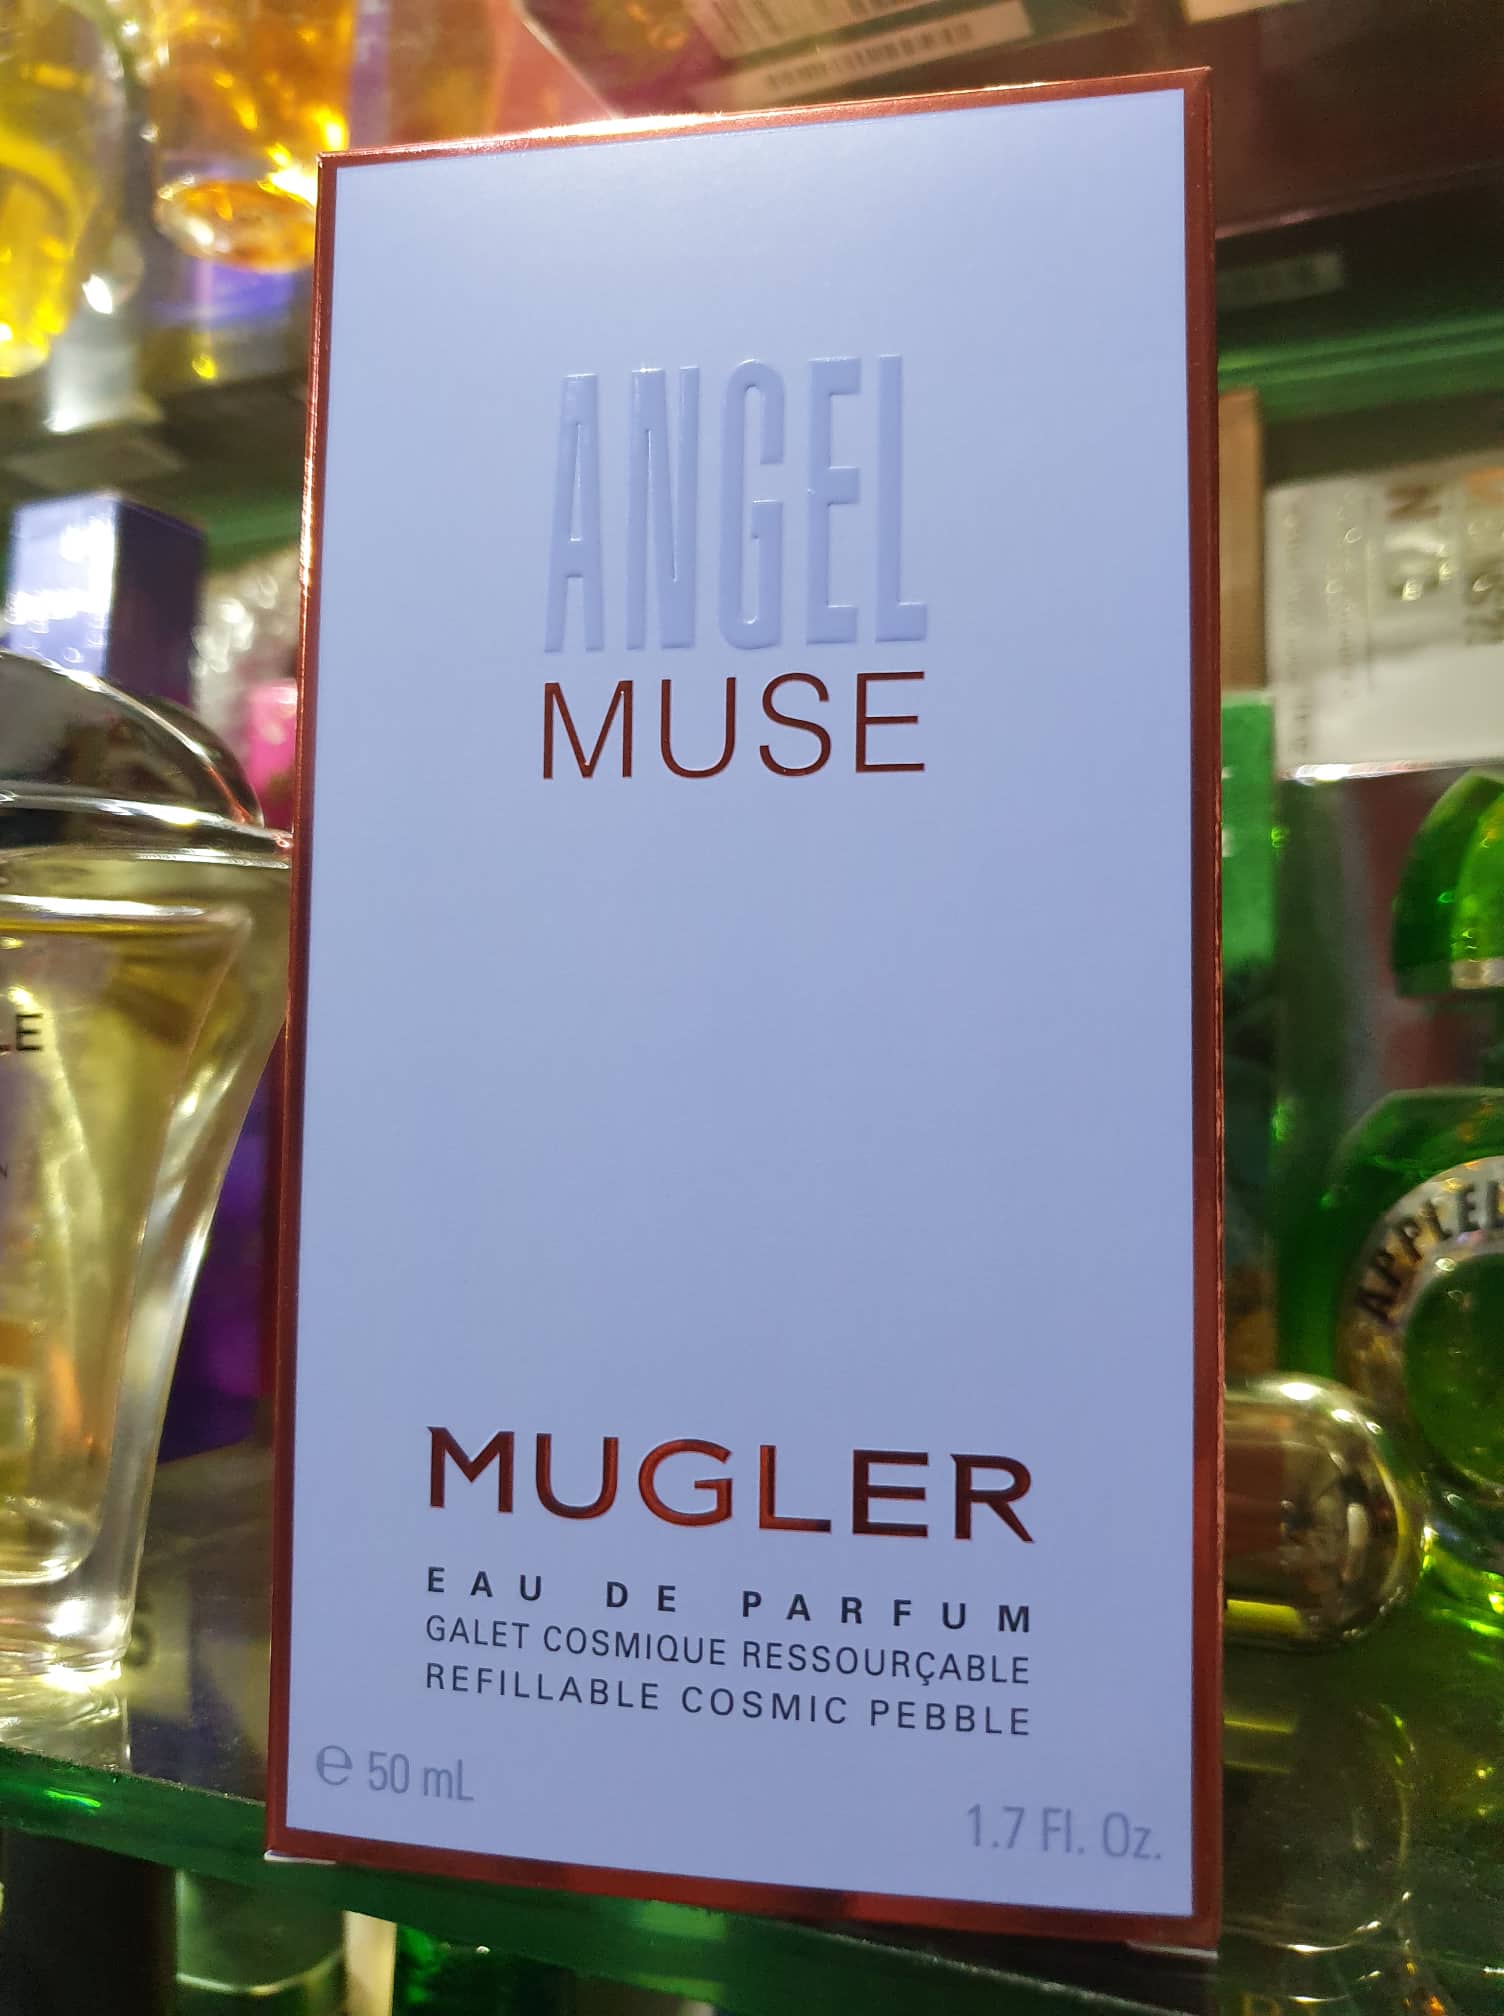 ANGEL
MUSE
MUGLER
EAU DE PARFUM
GALET COSMIQUE RESSOURÇABLE
REFILLABLE COSMIC PEBBLE
e 50 mL
1.7 Fl. Oz.